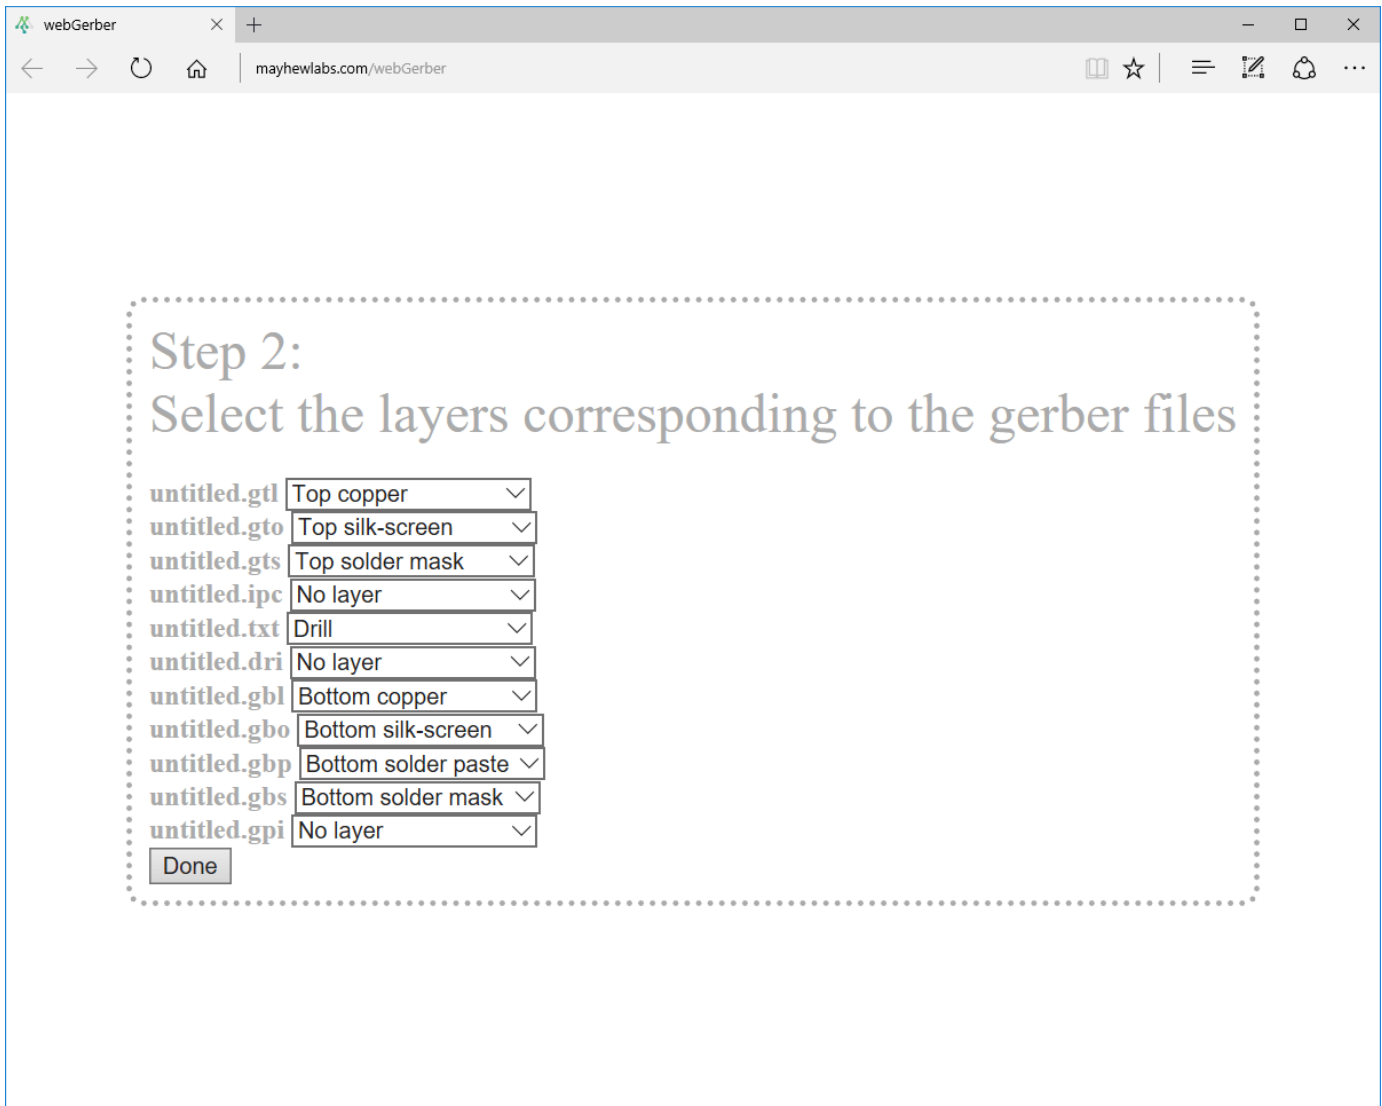 webGerber
mayhewlabs.com/webGerber
Step 2:
Select the layers corresponding to the gerber files
untitled.gtl Top copper
untitled.gto Top silk-screen
untitled.gts Top solder mask
untitled.ipc No layer
untitled.txt Drill
untitled.dri No layer
untitled.gbl Bottom copper
untitled.gbo Bottom silk-screen
untitled.gbp Bottom solder paste
untitled.gbs Bottom solder mask
untitled.gpi No layer
Done